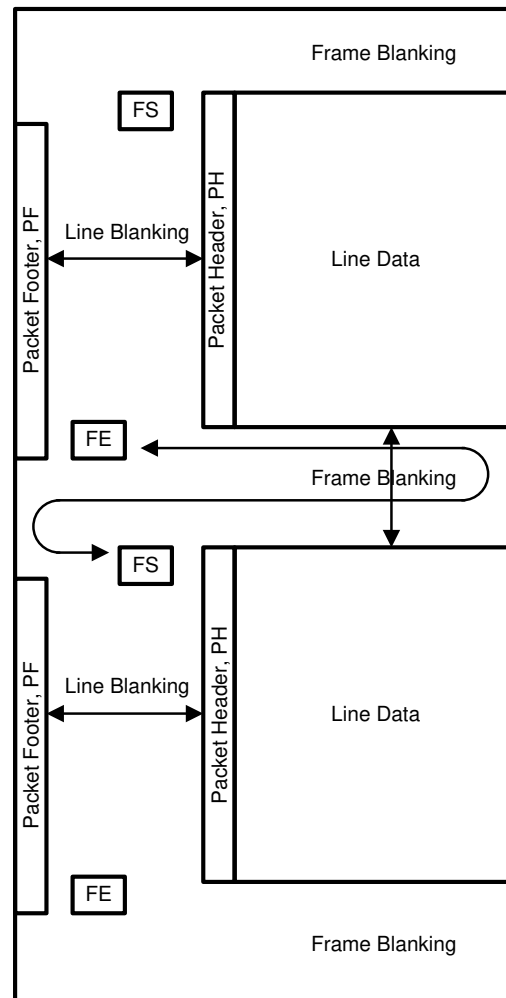 Frame Blanking
FS
Packet Footer, PF
Line Blanking
Packet Header, PH
Line Data
FE
Frame Blanking
FS
Packet Footer, PF
Line Blanking
Packet Header, PH
Line Data
FE
Frame Blanking